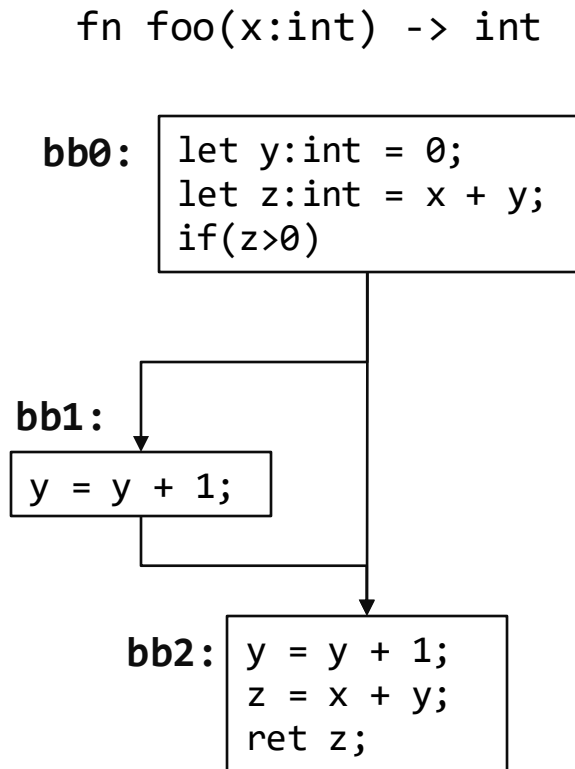 fn foo(x:int) -> int
bb0:
let y:int = 0;
let z:int = x + y;
if(z>0)
bb1:
y = y + 1;
bb2:
y = y + 1;
z = x + y;
ret z;